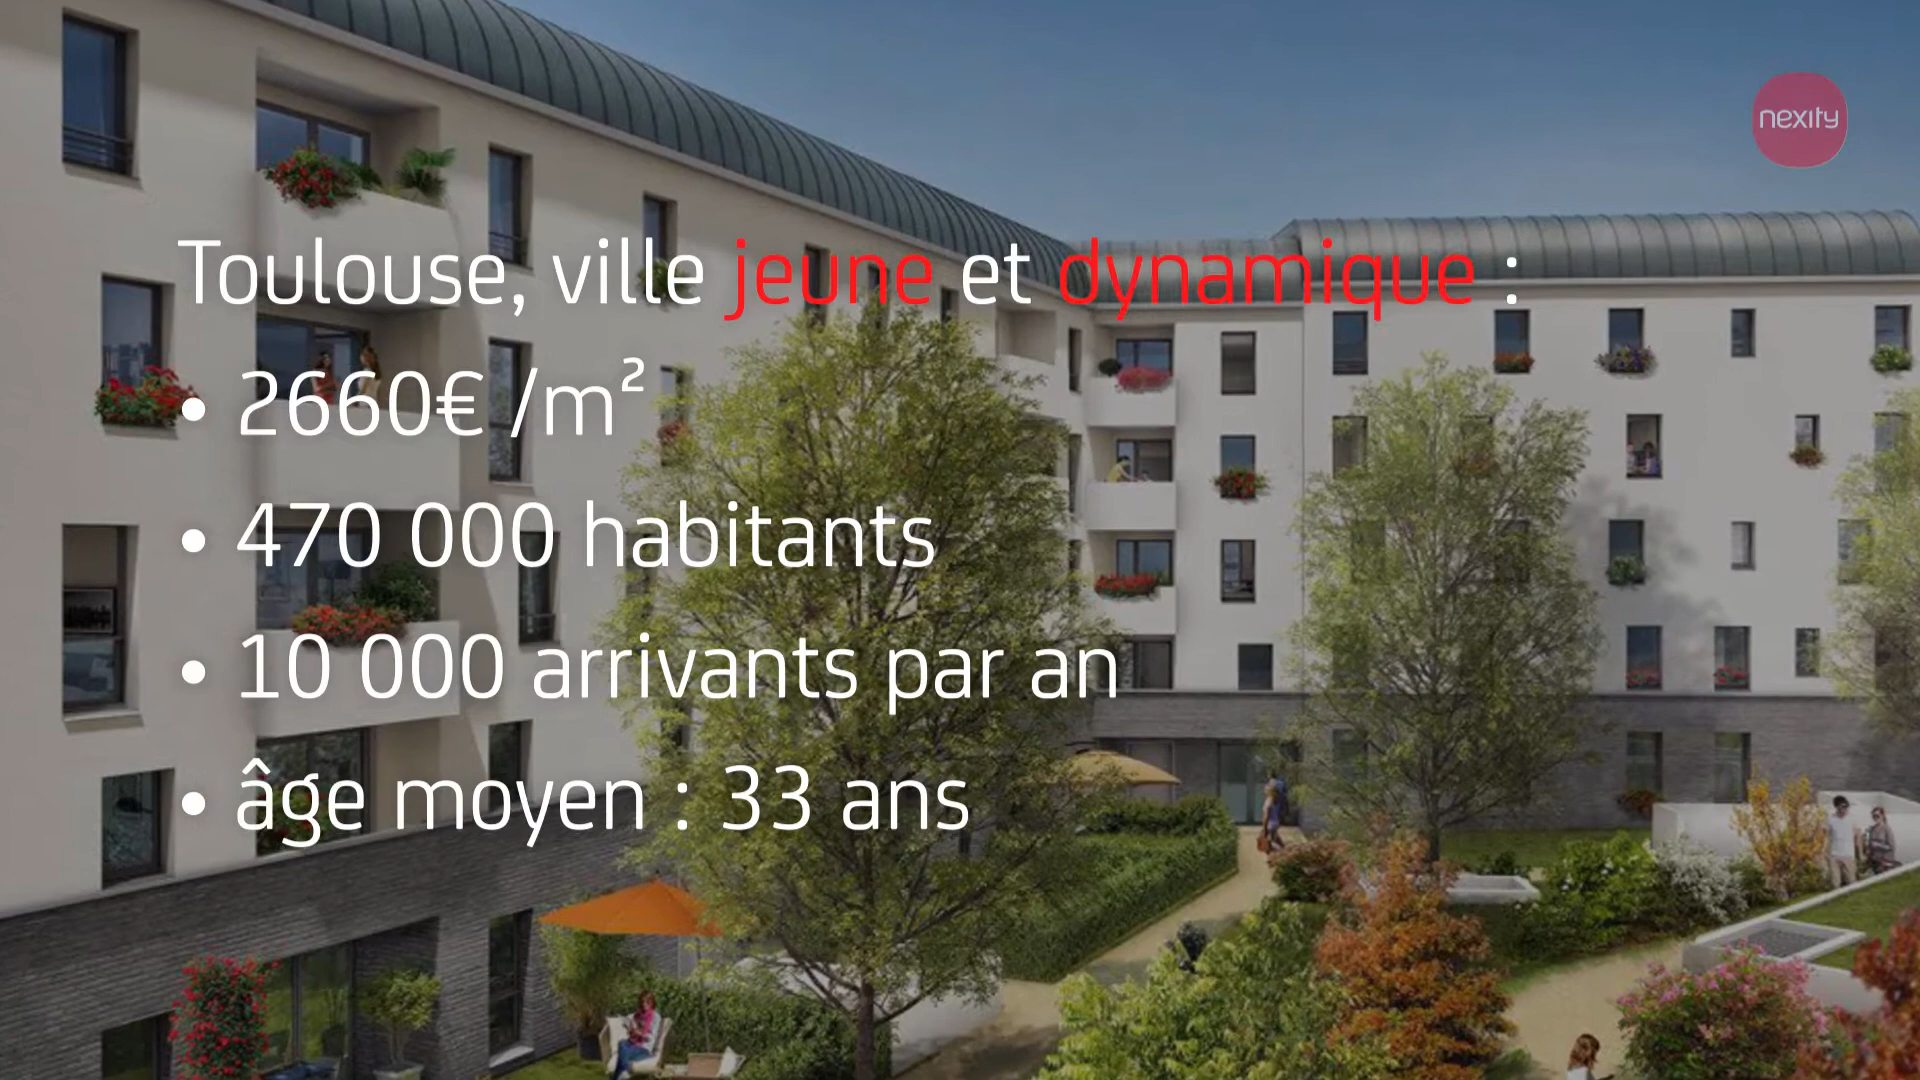 nexity
Toulouse, ville jeune et dynamique :
• 2660€ /m²
• 470 000 habitants
• 10 000 arrivants par an
• âge moyen : 33 ans